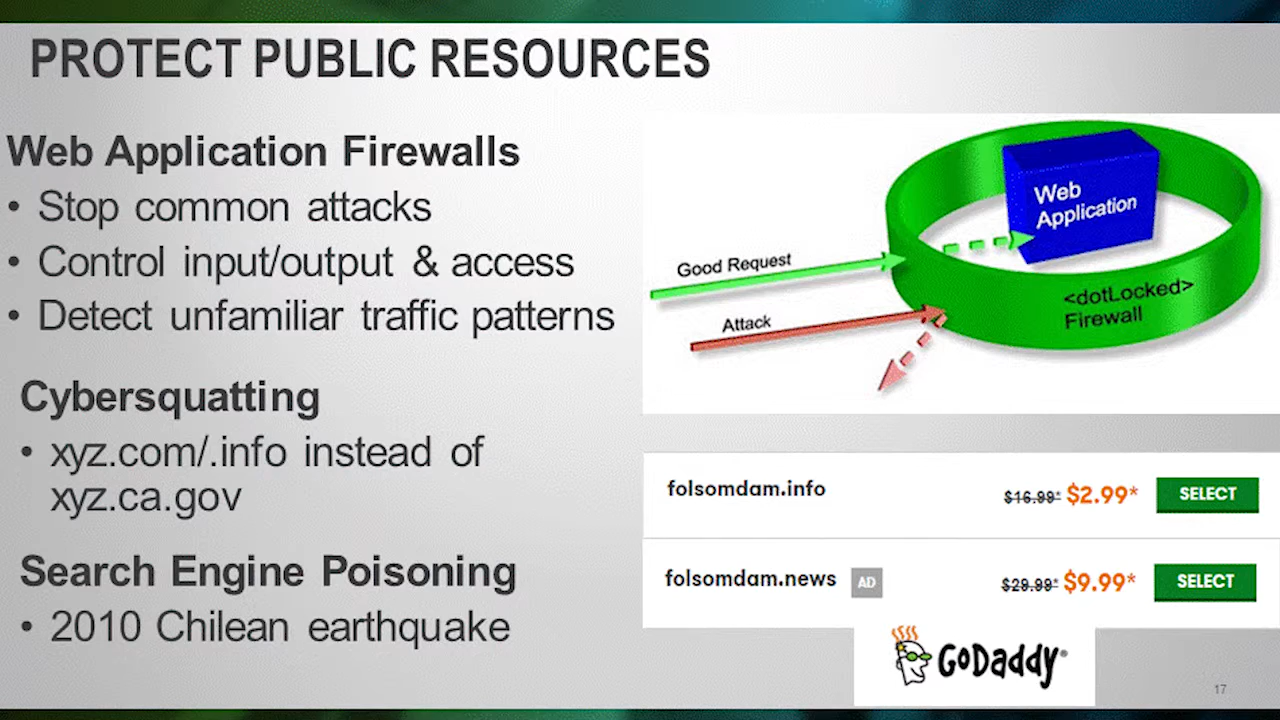 PROTECT PUBLIC RESOURCES
Web Application Firewalls
• Stop common attacks
• Control input/output & access
• Detect unfamiliar traffic patterns
Cybersquatting
• xyz.com/.info instead of
xyz.ca.gov
Search Engine Poisoning
• 2010 Chilean earthquake
Web
Application
Good Request
Attack
<dotLocked>
Firewall
folsomdam.info $16.99* $2.99* SELECT
folsomdam.news AD $29.99* $9.99* SELECT
GoDaddy®
17